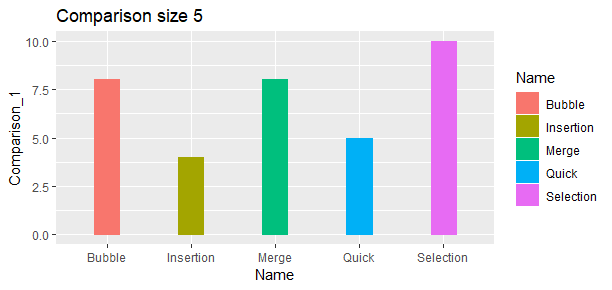 Comparison size 5
Comparison_1
10.0
7.5
5.0
2.5
0.0
Bubble Insertion Merge Quick Selection
Name
Name
Bubble
Insertion
Merge
Quick
Selection